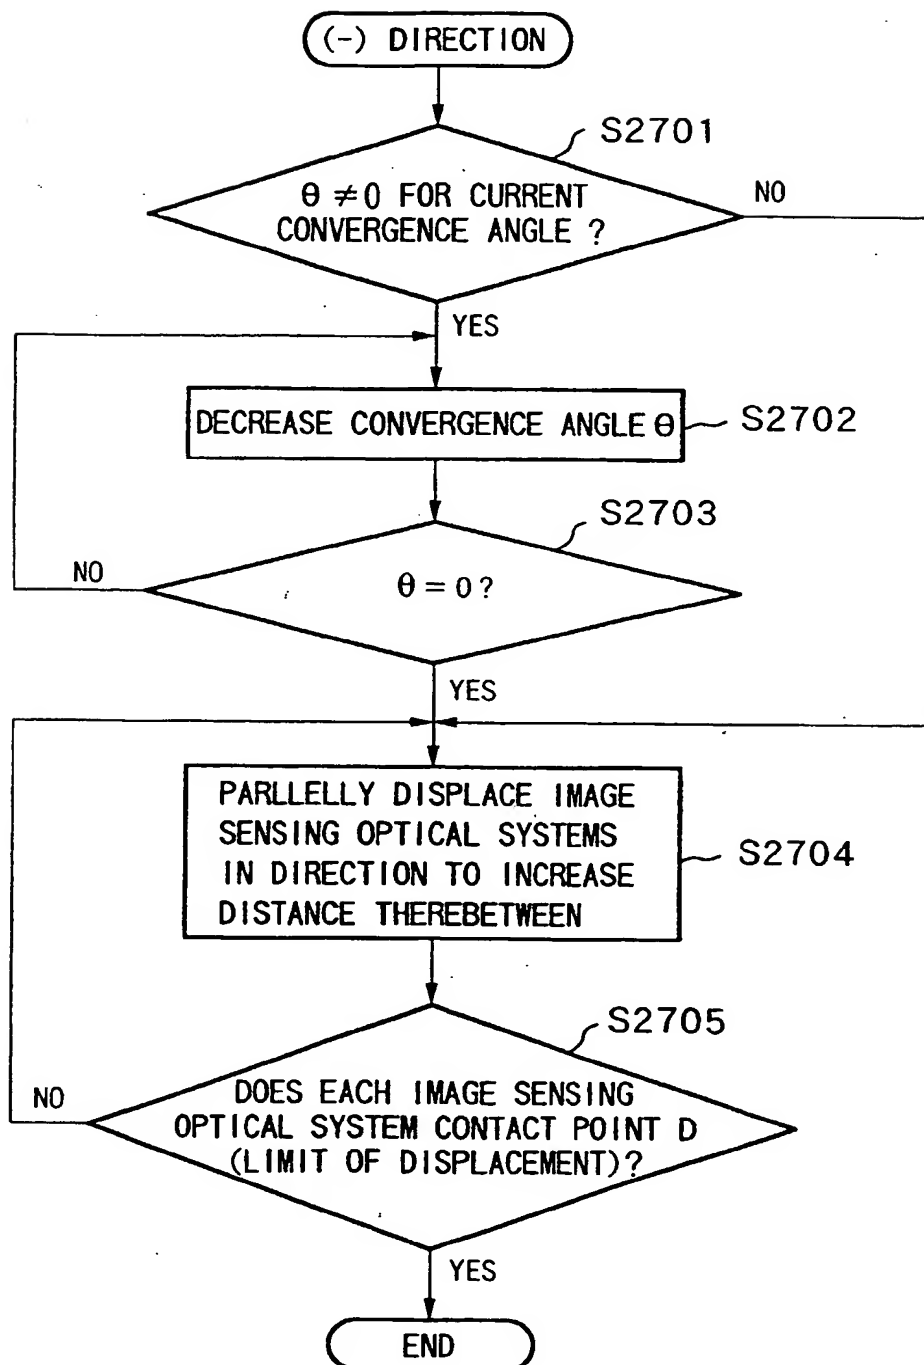 (-) DIRECTION
S2701
θ ≠ 0 FOR CURRENT
CONVERGENCE ANGLE ?
NO
YES
DECREASE CONVERGENCE ANGLE θ
S2702
S2703
θ = 0 ?
NO
YES
PARLLELLY DISPLACE IMAGE
SENSING OPTICAL SYSTEMS
IN DIRECTION TO INCREASE
DISTANCE THEREBETWEEN
S2704
S2705
DOES EACH IMAGE SENSING
OPTICAL SYSTEM CONTACT POINT D
(LIMIT OF DISPLACEMENT)?
NO
YES
END